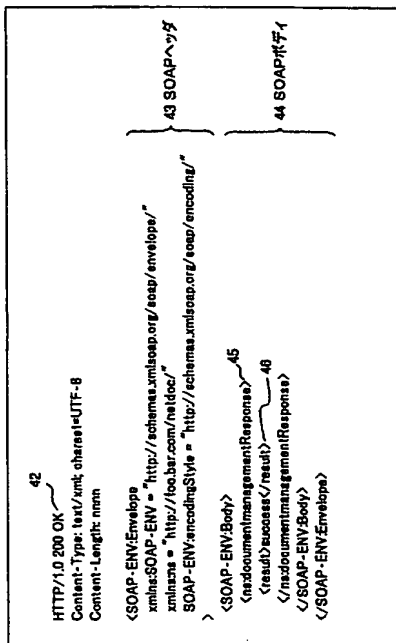 42
HTTP/1.0 200 OK
Content-Type: text/xml; charset=UTF-8
Content-Length: nnnn
<SOAP-ENV:Envelope
xmlns:SOAP-ENV = "http://schemas.xmlsoap.org/soap/envelope/"
xmlns:ns = "http://foo.bar.com/netdoc/"
SOAP-ENV:encodingStyle = "http://schemas.xmlsoap.org/soap/encoding/"
>
43 SOAPヘッダ
<SOAP-ENV:Body>
<ns:documentmanagementResponse> 45
<result>success</result> 46
</ns:documentmanagementResponse>
</SOAP-ENV:Body>
</SOAP-ENV:Envelope>
44 SOAPボディ